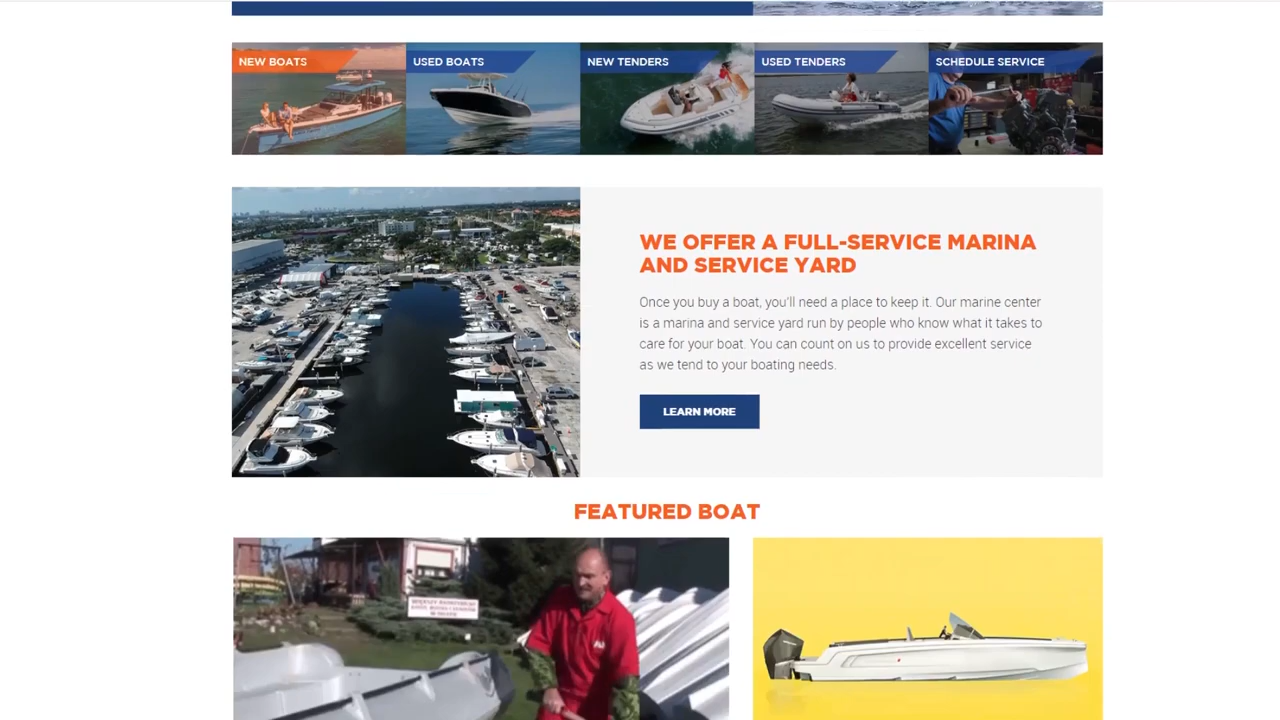 NEW BOATS
USED BOATS
NEW TENDERS
USED TENDERS
SCHEDULE SERVICE
WE OFFER A FULL-SERVICE MARINA
AND SERVICE YARD
Once you buy a boat, you'll need a place to keep it. Our marine center
is a marina and service yard run by people who know what it takes to
care for your boat. You can count on us to provide excellent service
as we tend to your boating needs.
LEARN MORE
FEATURED BOAT